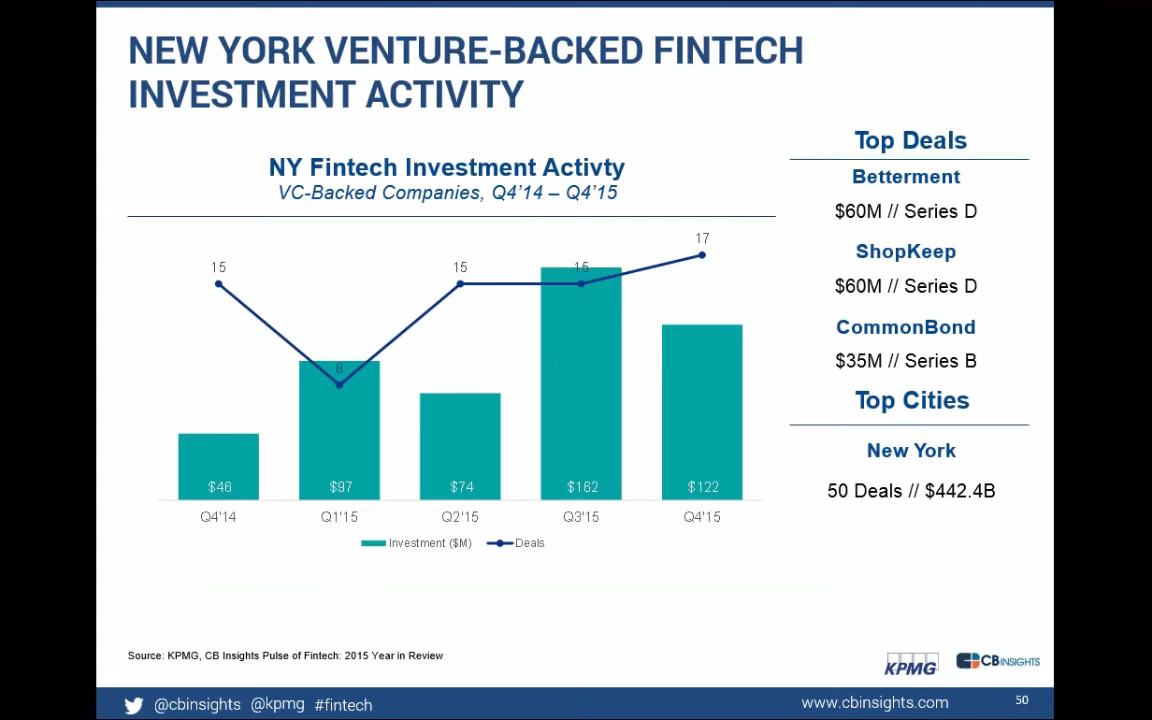 NEW YORK VENTURE-BACKED FINTECH
INVESTMENT ACTIVITY
NY Fintech Investment Activty
VC-Backed Companies, Q4'14 – Q4'15
15
8
15
15
17
$46
$97
$74
$162
$122
Q4'14
Q1'15
Q2'15
Q3'15
Q4'15
Investment ($M)
Deals
Top Deals
Betterment
$60M // Series D
ShopKeep
$60M // Series D
CommonBond
$35M // Series B
Top Cities
New York
50 Deals // $442.4B
Source: KPMG, CB Insights Pulse of Fintech: 2015 Year in Review
KPMG
CBINSIGHTS
@cbinsights @kpmg #fintech
www.cbinsights.com
50